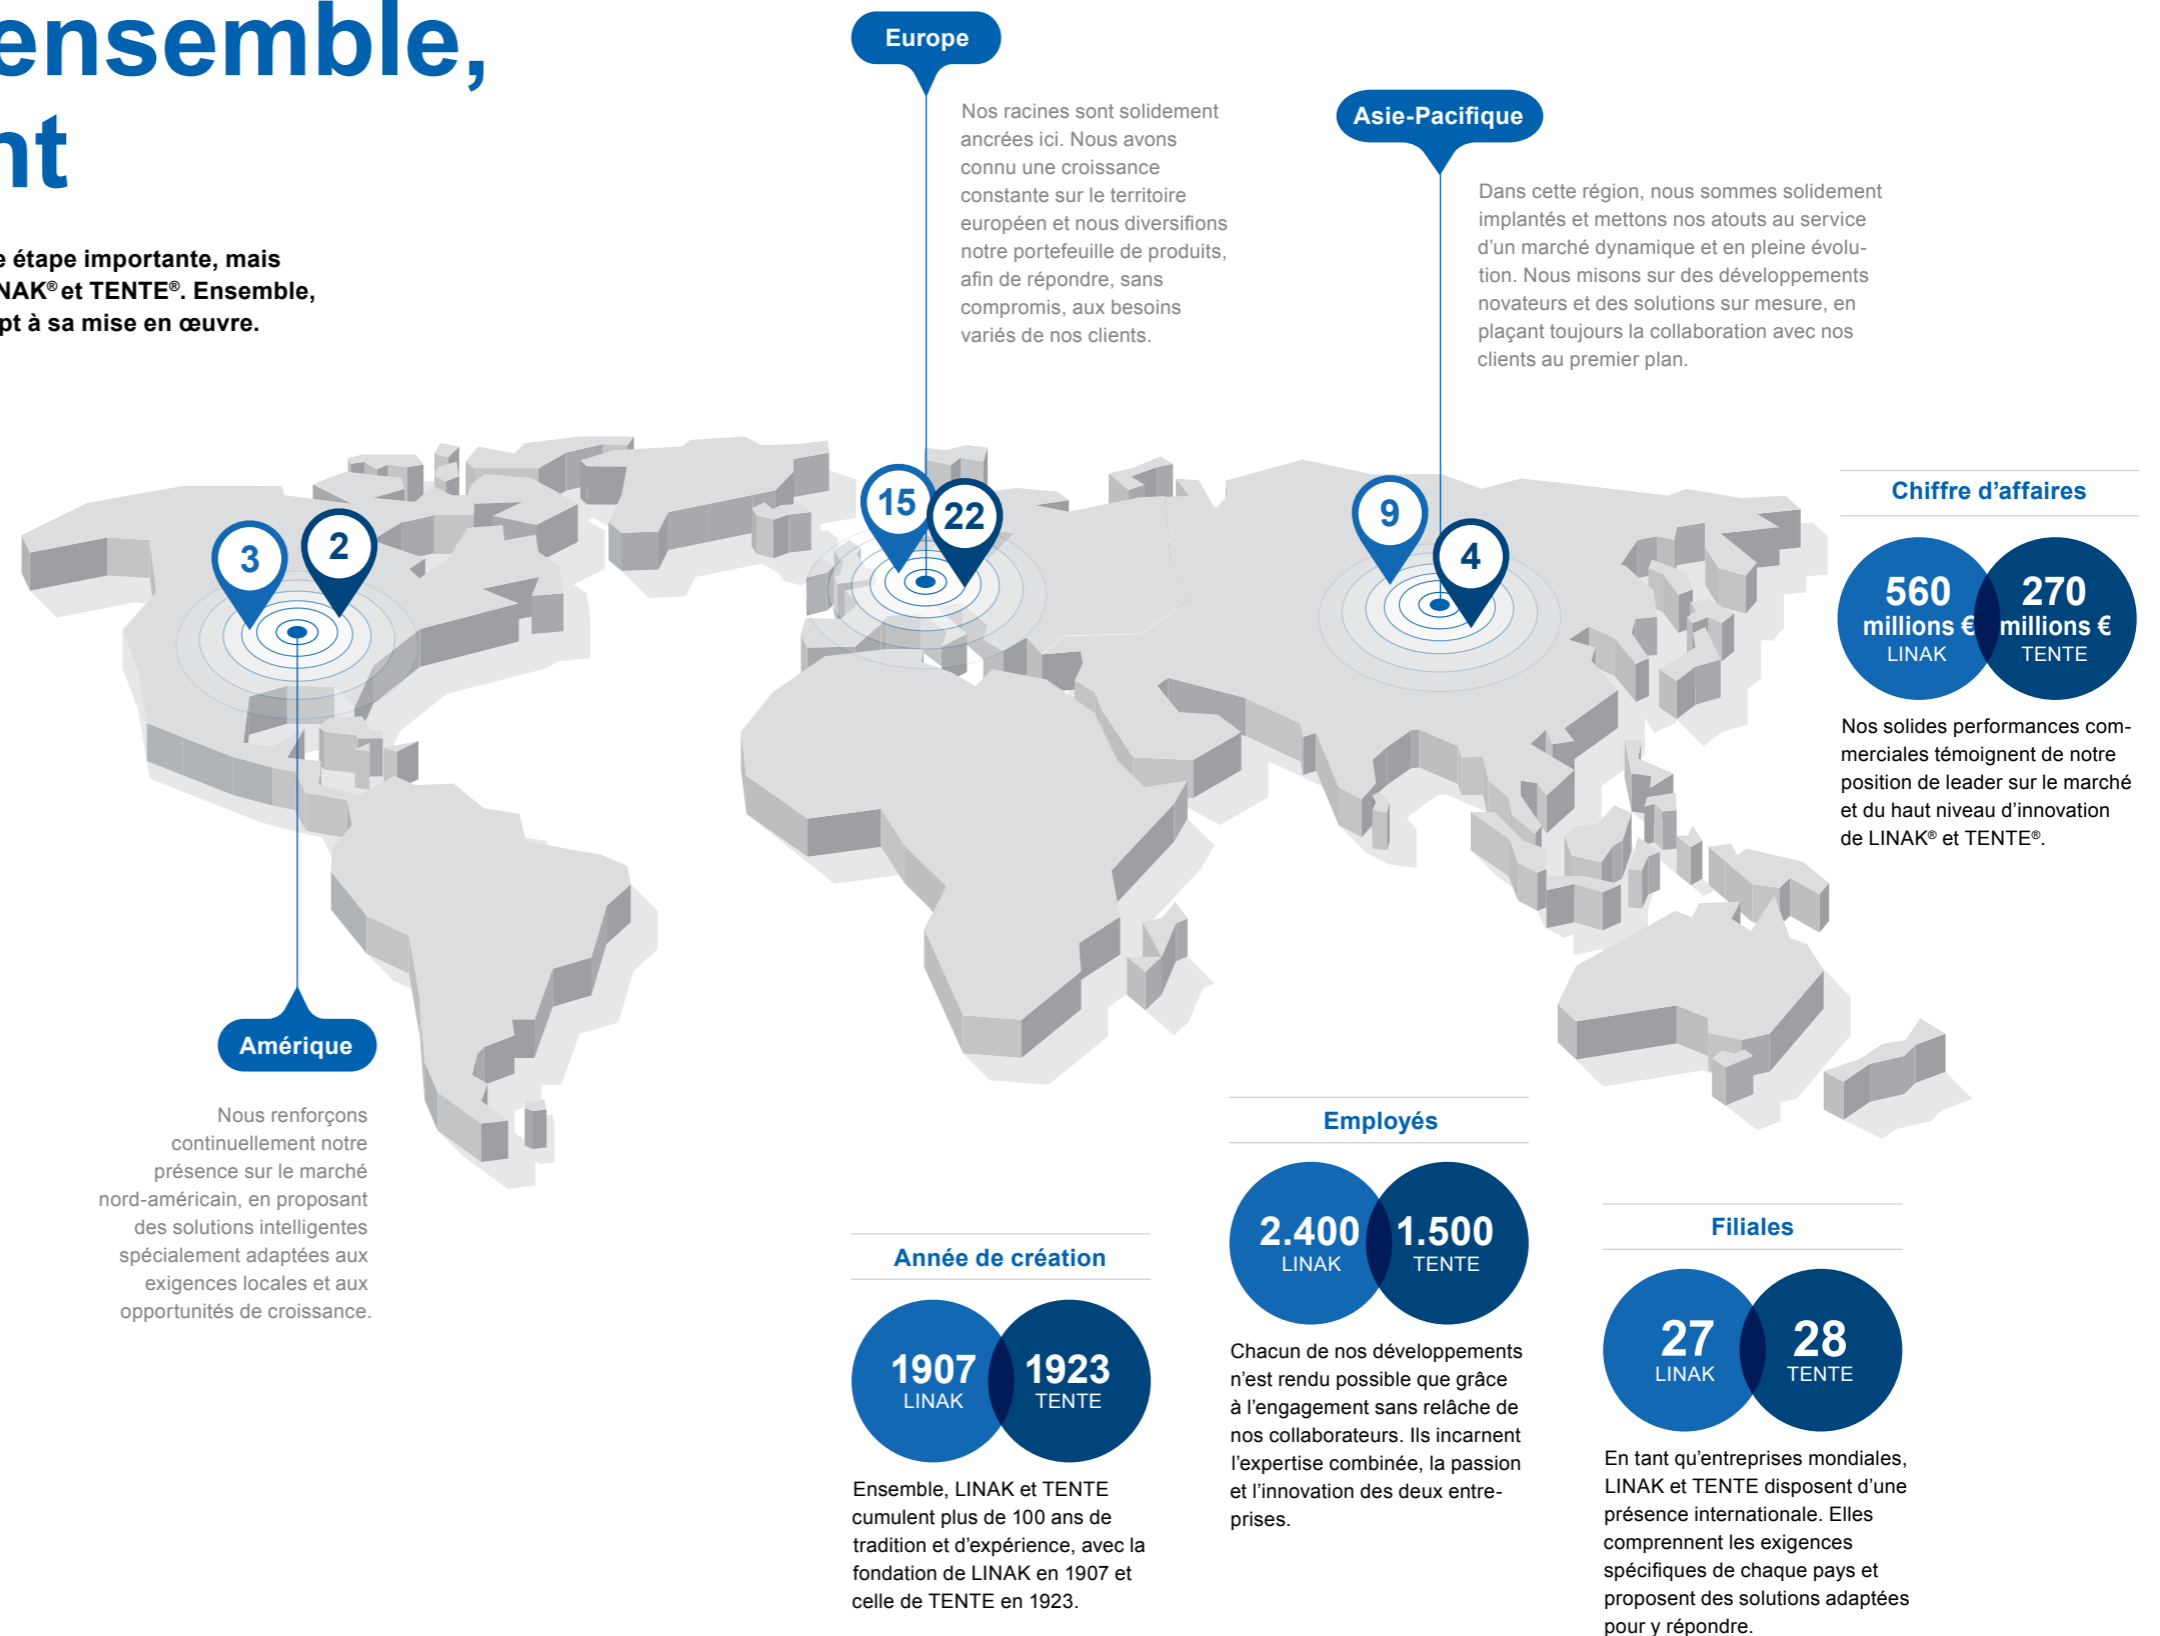 ensemble,
nt
étape importante, mais
NAK® et TENTE®. Ensemble,
pt à sa mise en œuvre.
Europe
Nos racines sont solidement
ancrées ici. Nous avons
connu une croissance
constante sur le territoire
européen et nous diversifions
notre portefeuille de produits,
afin de répondre, sans
compromis, aux besoins
variés de nos clients.
Asie-Pacifique
Dans cette région, nous sommes solidement
implantés et mettons nos atouts au service
d’un marché dynamique et en pleine évolu-
tion. Nous misons sur des développements
novateurs et des solutions sur mesure, en
plaçant toujours la collaboration avec nos
clients au premier plan.
3
2
15
22
9
4
Chiffre d’affaires
560 270
millions € millions €
LINAK TENTE
Nos solides performances com-
merciales témoignent de notre
position de leader sur le marché
et du haut niveau d’innovation
de LINAK® et TENTE®.
Amérique
Nous renforçons
continuellement notre
présence sur le marché
nord-américain, en proposant
des solutions intelligentes
spécialement adaptées aux
exigences locales et aux
opportunités de croissance.
Année de création
1907 1923
LINAK TENTE
Ensemble, LINAK et TENTE
cumulent plus de 100 ans de
tradition et d’expérience, avec la
fondation de LINAK en 1907 et
celle de TENTE en 1923.
Employés
2.400 1.500
LINAK TENTE
Chacun de nos développements
n’est rendu possible que grâce
à l’engagement sans relâche de
nos collaborateurs. Ils incarnent
l’expertise combinée, la passion
et l’innovation des deux entre-
prises.
Filiales
27 28
LINAK TENTE
En tant qu’entreprises mondiales,
LINAK et TENTE disposent d’une
présence internationale. Elles
comprennent les exigences
spécifiques de chaque pays et
proposent des solutions adaptées
pour y répondre.